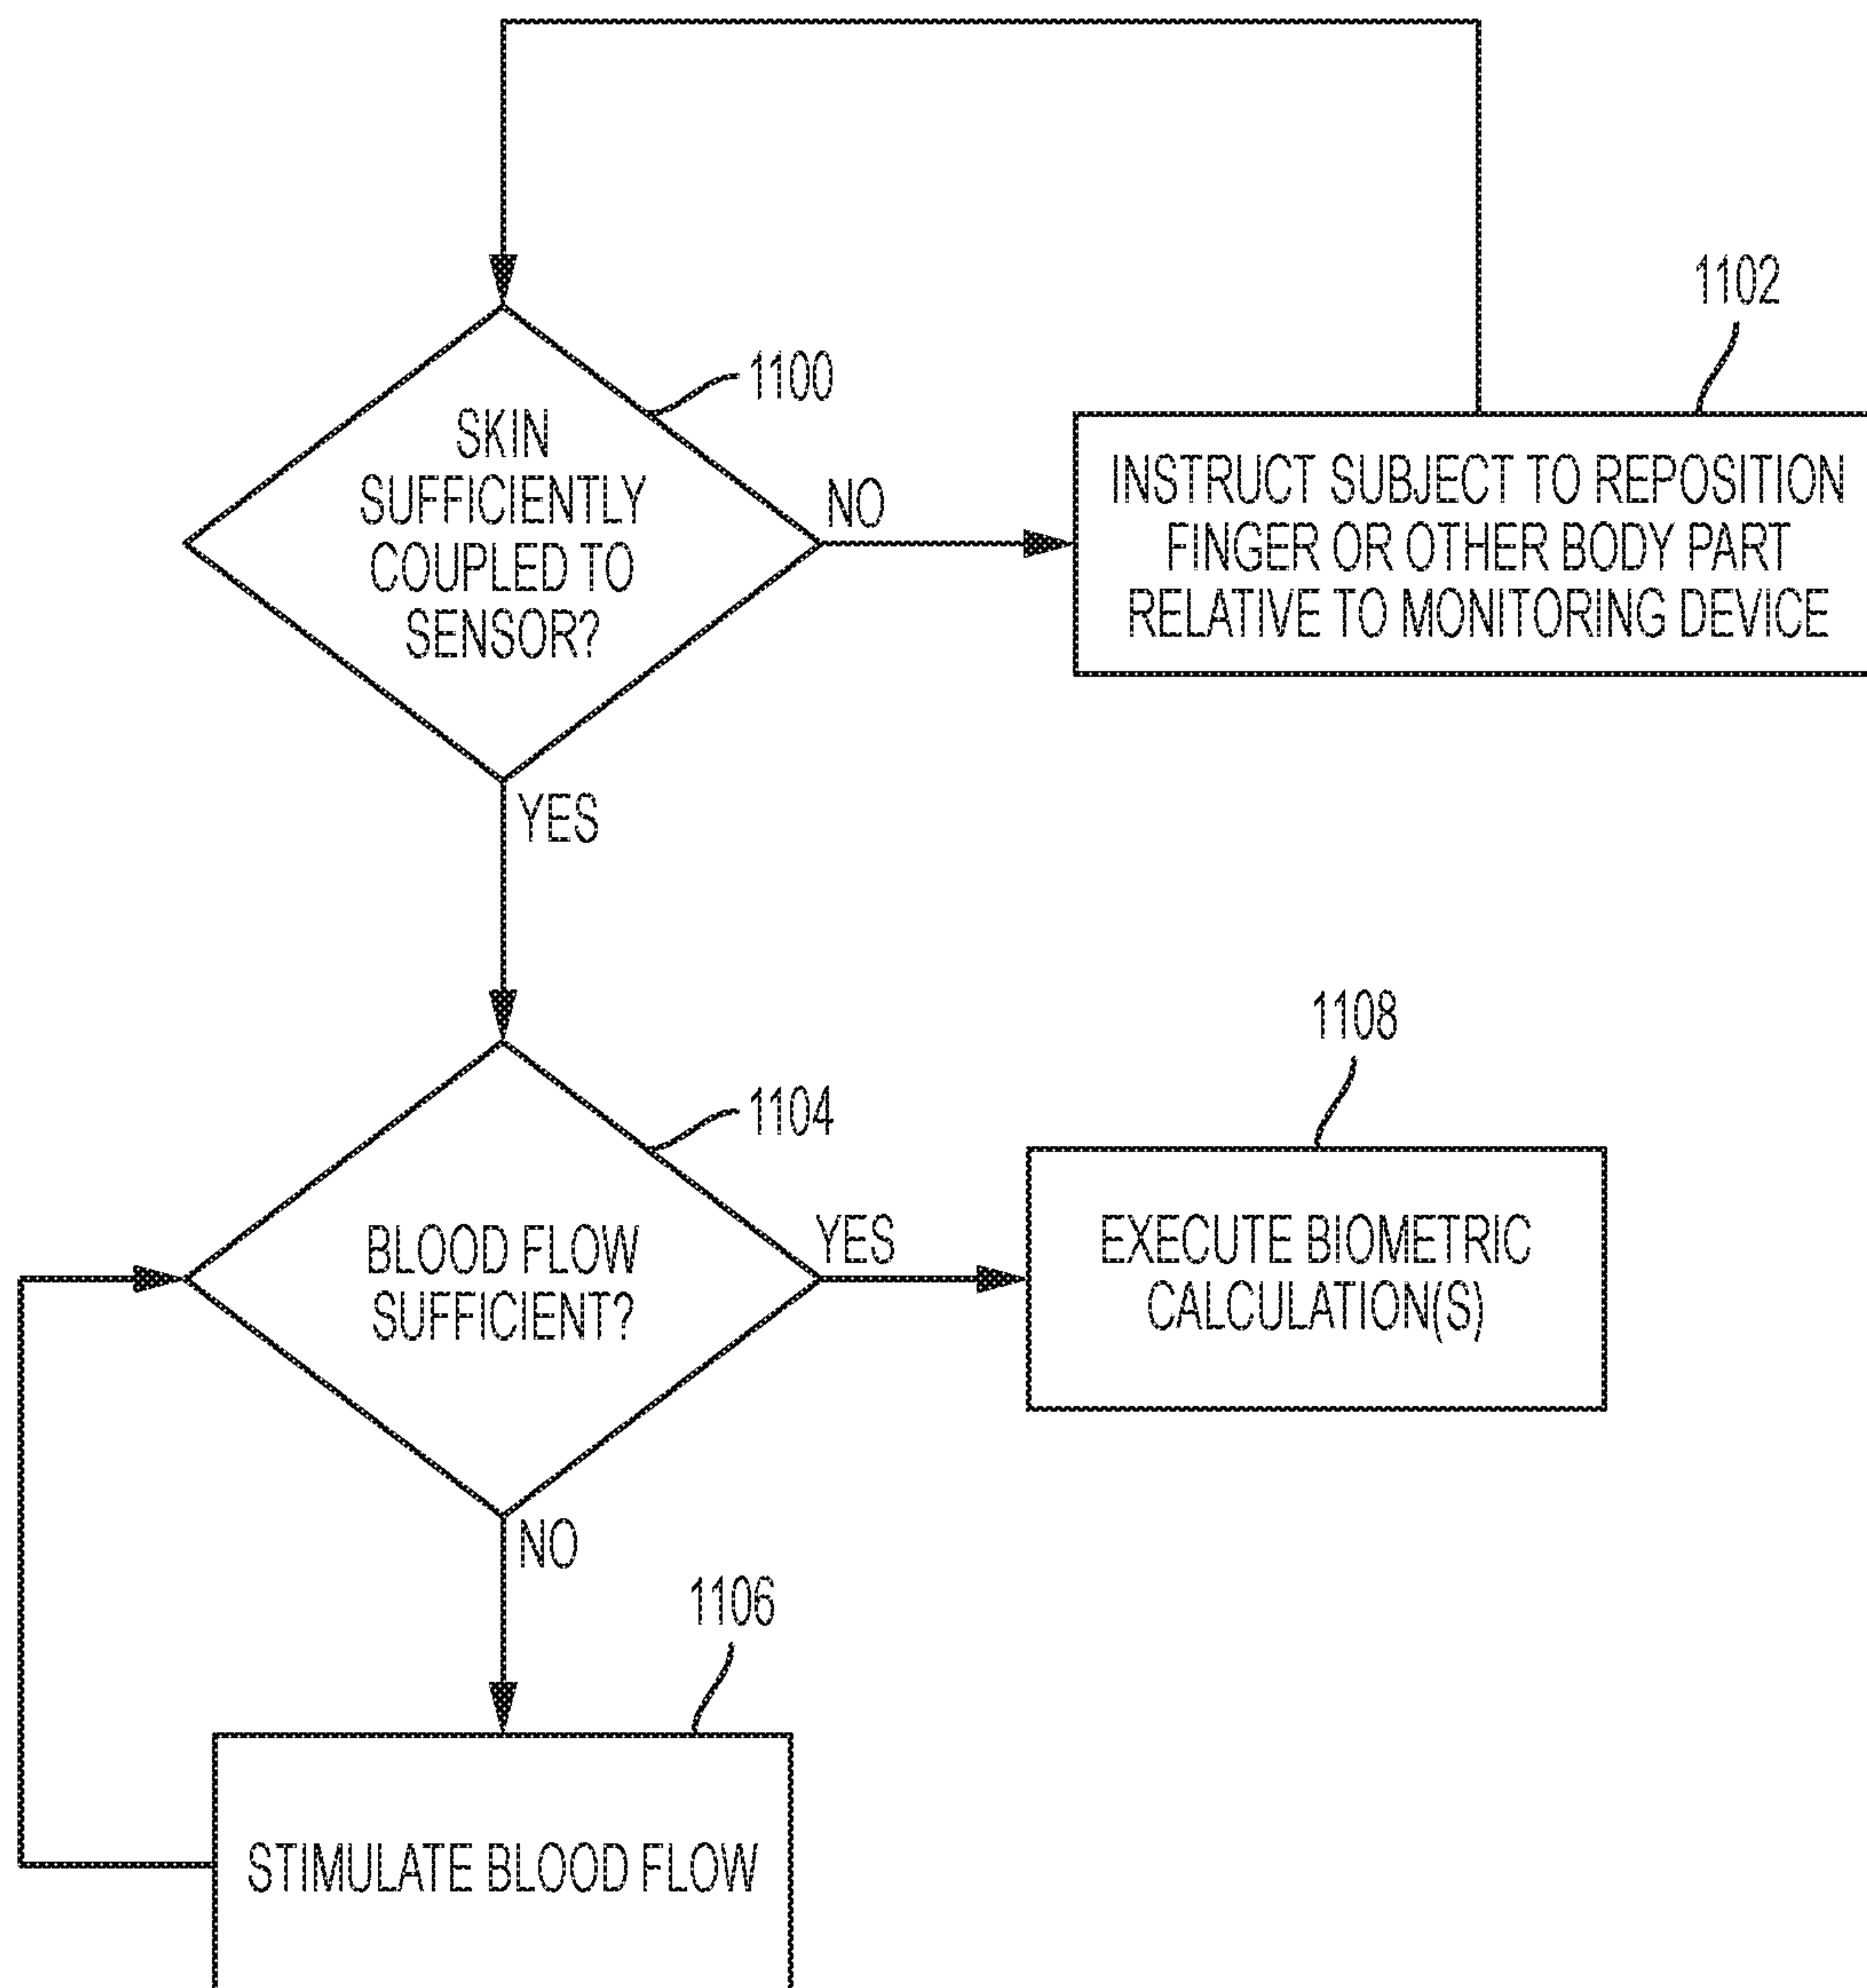 1102
1100
SKIN
SUFFICIENTLY
COUPLED TO
SENSOR?
NO
INSTRUCT SUBJECT TO REPOSITION
FINGER OR OTHER BODY PART
RELATIVE TO MONITORING DEVICE
YES
1108
1104
BLOOD FLOW
SUFFICIENT?
YES
EXECUTE BIOMETRIC
CALCULATION(S)
NO
1106
STIMULATE BLOOD FLOW